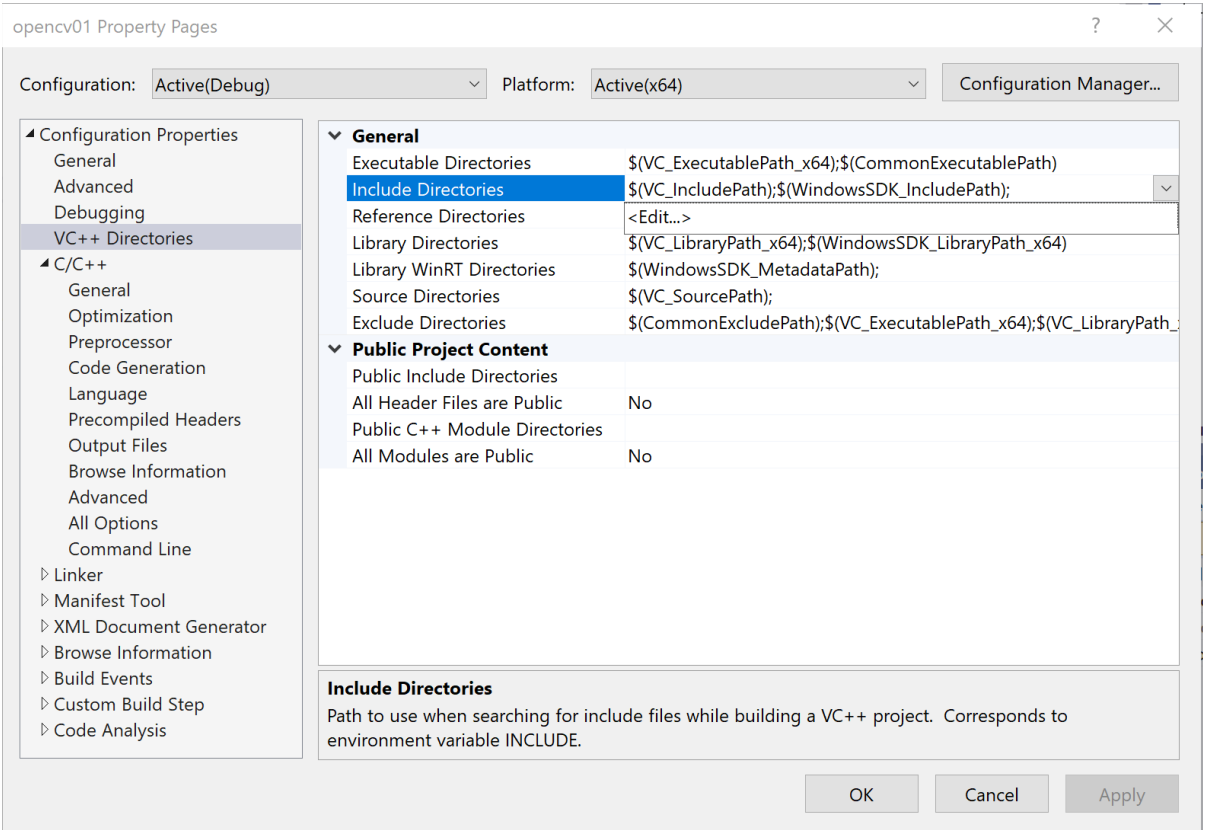 opencv01 Property Pages
?
Configuration: Active(Debug) Platform: Active(x64) Configuration Manager...
Configuration Properties
General
Advanced
Debugging
VC++ Directories
C/C++
General
Optimization
Preprocessor
Code Generation
Language
Precompiled Headers
Output Files
Browse Information
Advanced
All Options
Command Line
Linker
Manifest Tool
XML Document Generator
Browse Information
Build Events
Custom Build Step
Code Analysis
General
Executable Directories $(VC_ExecutablePath_x64);$(CommonExecutablePath)
Include Directories $(VC_IncludePath);$(WindowsSDK_IncludePath);
Reference Directories <Edit...>
Library Directories $(VC_LibraryPath_x64);$(WindowsSDK_LibraryPath_x64)
Library WinRT Directories $(WindowsSDK_MetadataPath);
Source Directories $(VC_SourcePath);
Exclude Directories $(CommonExcludePath);$(VC_ExecutablePath_x64);$(VC_LibraryPath_
Public Project Content
Public Include Directories
All Header Files are Public No
Public C++ Module Directories
All Modules are Public No
Include Directories
Path to use when searching for include files while building a VC++ project. Corresponds to
environment variable INCLUDE.
OK Cancel Apply